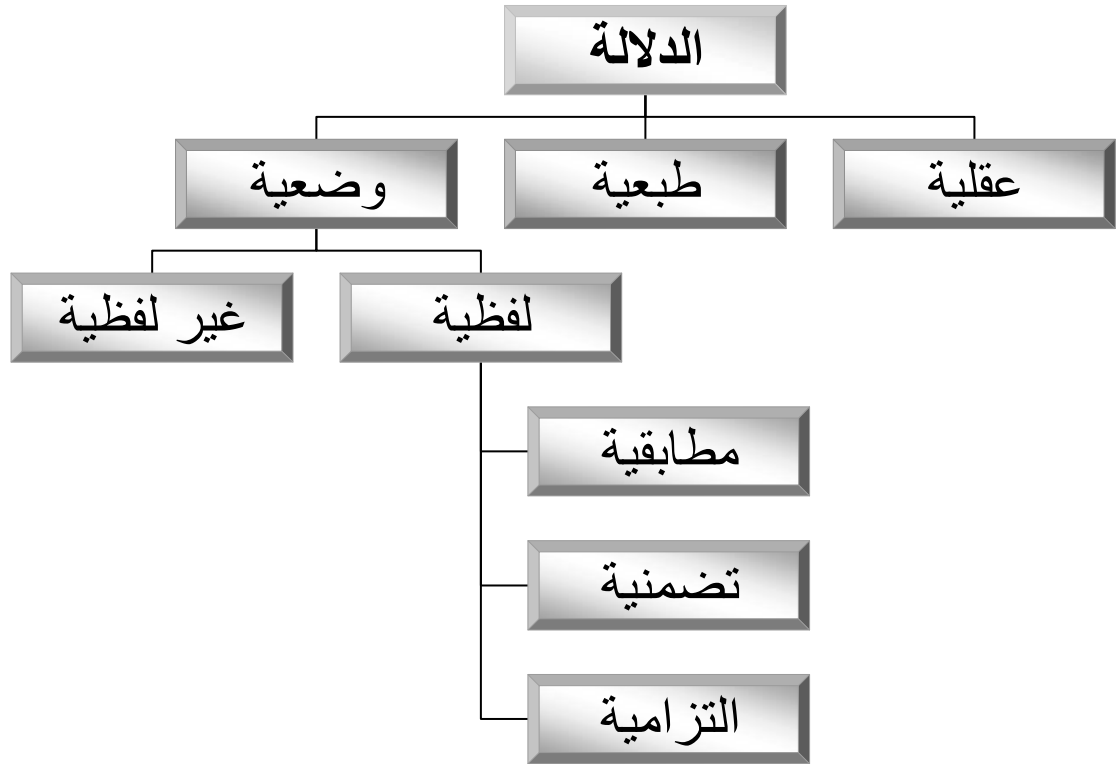 الدلالة
عقلية
طبعية
وضعية
لفظية
غير لفظية
مطابقية
تضمنية
التزامية